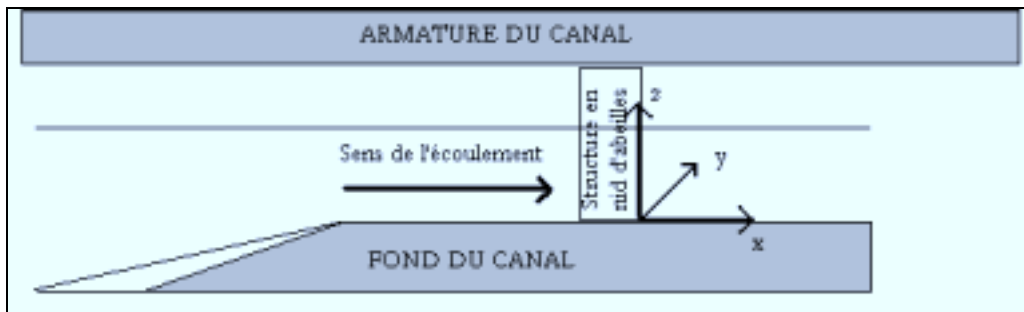 ARMATURE DU CANAL
Structure en
nid d'abeilles
z
Sens de l'écoulement
y
x
FOND DU CANAL